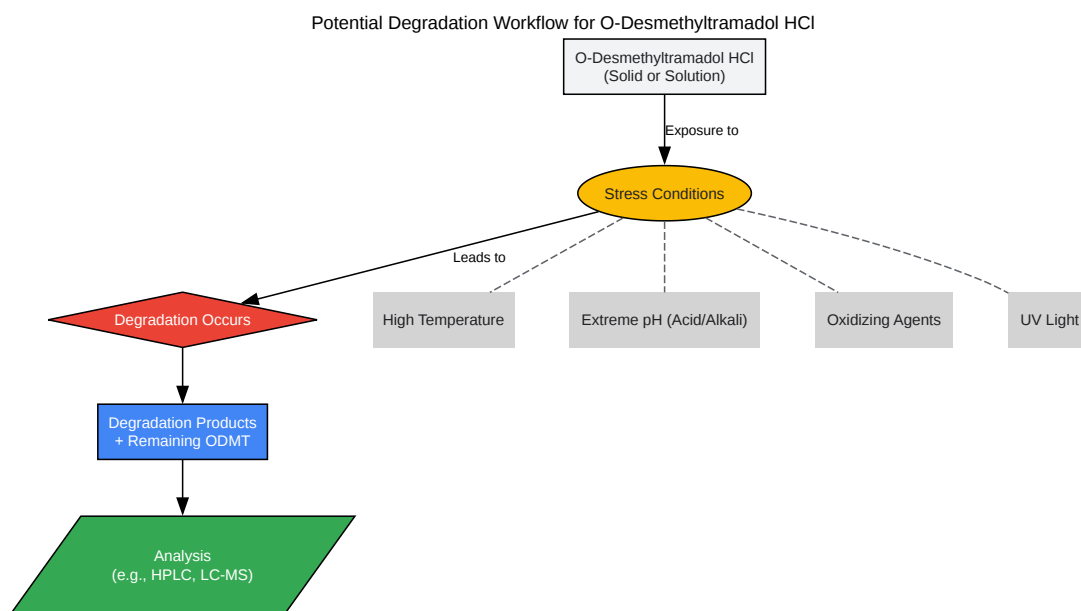 Potential Degradation Workflow for O-Desmethyltramadol HCl
O-Desmethyltramadol HCl
(Solid or Solution)
Exposure to
Stress Conditions
Leads to
Degradation Occurs
High Temperature
Extreme pH (Acid/Alkali)
Oxidizing Agents
UV Light
Degradation Products
+ Remaining ODMT
Analysis
(e.g., HPLC, LC-MS)